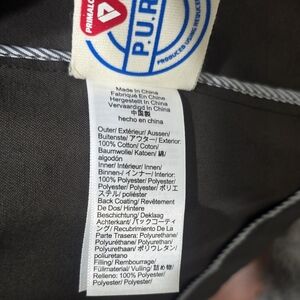 PRIMALO
P.U.R
PRODUCED USING REDUCED
Made In China
Fabriqué En Chine
Hergestellt In China
Vervaardigd In China
中国製
hecho en china
Outer/ Extérieur/ Aussen/
Buitenste/ アウター/ Exterior:
100% Cotton/ Coton/
Baumwolle/ Katoen/ 綿/
algodón
Inner/ Intérieur/ Innen/
Binnen-/ インナー/ Interior:
100% Polyester/ Polyester/
Polyester/ Polyester/ ポリエ
ステル/ poliéster
Back Coating/ Revêtement
De Dos/ Hintere
Beschichtung/ Deklaag
Achterkant/ バックコーティ
ング/ Recubrimiento De La
Parte Trasera: Polyurethane/
Polyuréthane/ Polyurethan/
Polyurethaan/ ポリウレタン/
poliuretano
Filling/ Rembourrage/
Füllmaterial/ Vulling/ 詰め物/
Relleno: 100% Polyester/
Polyester/ Polyester/